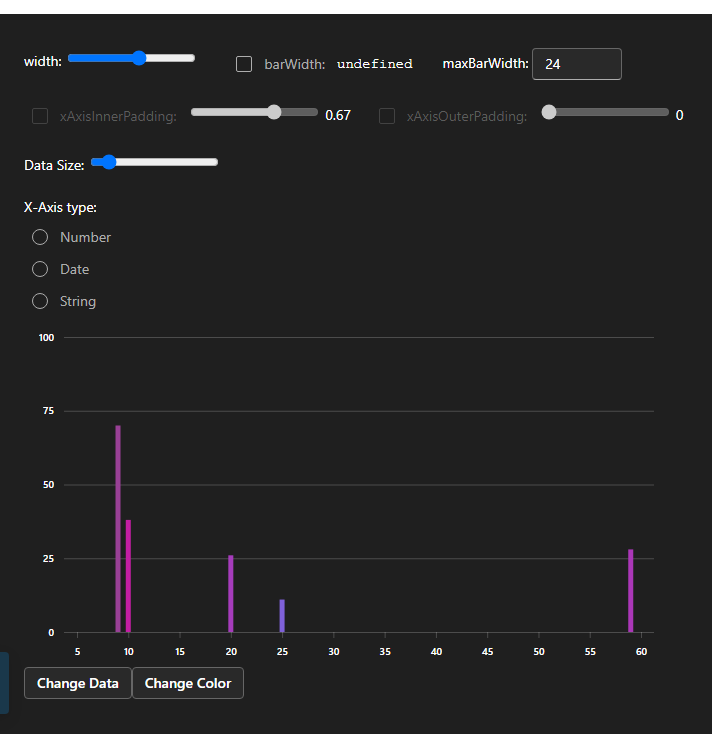 width: barWidth: undefined maxBarWidth: 24
xAxisInnerPadding: 0.67 xAxisOuterPadding: 0
Data Size:
X-Axis type:
Number
Date
String
100
75
50
25
0
5 10 15 20 25 30 35 40 45 50 55 60
Change Data Change Color